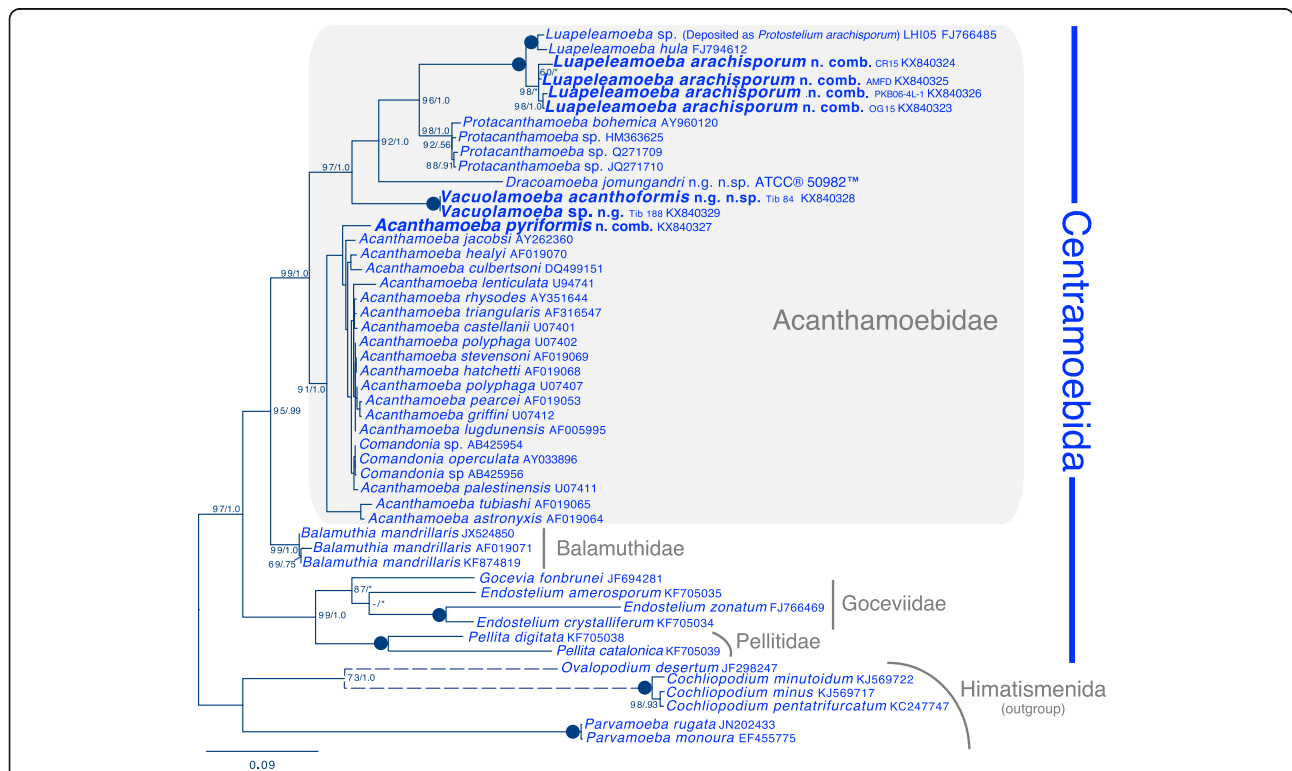 Luapeleamoeba sp. (Deposited as Protostelium arachisporum) LHI05 FJ766485
Luapeleamoeba hula FJ794612
Luapeleamoeba arachisporum n. comb. CR15 KX840324
60/*
Luapeleamoeba arachisporum n. comb. AMFD KX840325
98/*
Luapeleamoeba arachisporum .n. comb. PKB06-4L-1 KX840326
98/1.0
Luapeleamoeba arachisporum n. comb. OG15 KX840323
96/1.0
Protacanthamoeba bohemica AY960120
98/1.0
Protacanthamoeba sp. HM363625
92/.56
Protacanthamoeba sp. Q271709
88/.91
Protacanthamoeba sp. JQ271710
92/1.0
97/1.0
Dracoamoeba jomungandri n.g. n.sp. ATCC® 50982™
Vacuolamoeba acanthoformis n.g. n.sp. Tib 84 KX840328
Vacuolamoeba sp. n.g. Tib 188 KX840329
Acanthamoeba pyriformis n. comb. KX840327
Acanthamoeba jacobsi AY262360
Acanthamoeba healyi AF019070
Acanthamoeba culbertsoni DQ499151
99/1.0
Acanthamoeba lenticulata U94741
Acanthamoeba rhysodes AY351644
Acanthamoeba triangularis AF316547
Acanthamoeba castellanii U07401
Acanthamoeba polyphaga U07402
Acanthamoeba stevensoni AF019069
Acanthamoeba hatchetti AF019068
Acanthamoeba polyphaga U07407
91/1.0
Acanthamoeba pearcei AF019053
Acanthamoeba griffini U07412
95/.99
Acanthamoeba lugdunensis AF005995
Comandonia sp. AB425954
Comandonia operculata AY033896
Comandonia sp AB425956
Acanthamoeba palestinensis U07411
Acanthamoeba tubiashi AF019065
97/1.0
Acanthamoeba astronyxis AF019064
Acanthamoebidae
Centramoebida
Balamuthia mandrillaris JX524850
99/1.0
Balamuthia mandrillaris AF019071
69/.75
Balamuthia mandrillaris KF874819
Balamuthidae
Gocevia fonbrunei JF694281
87/*
Endostelium amerosporum KF705035
-/*
Endostelium zonatum FJ766469
Endostelium crystalliferum KF705034
Goceviidae
99/1.0
Pellita digitata KF705038
Pellita catalonica KF705039
Pellitidae
Ovalopodium desertum JF298247
73/1.0
Cochliopodium minutoidum KJ569722
Cochliopodium minus KJ569717
98/.93
Cochliopodium pentatrifurcatum KC247747
Himatismenida
(outgroup)
Parvamoeba rugata JN202433
Parvamoeba monoura EF455775
0.09